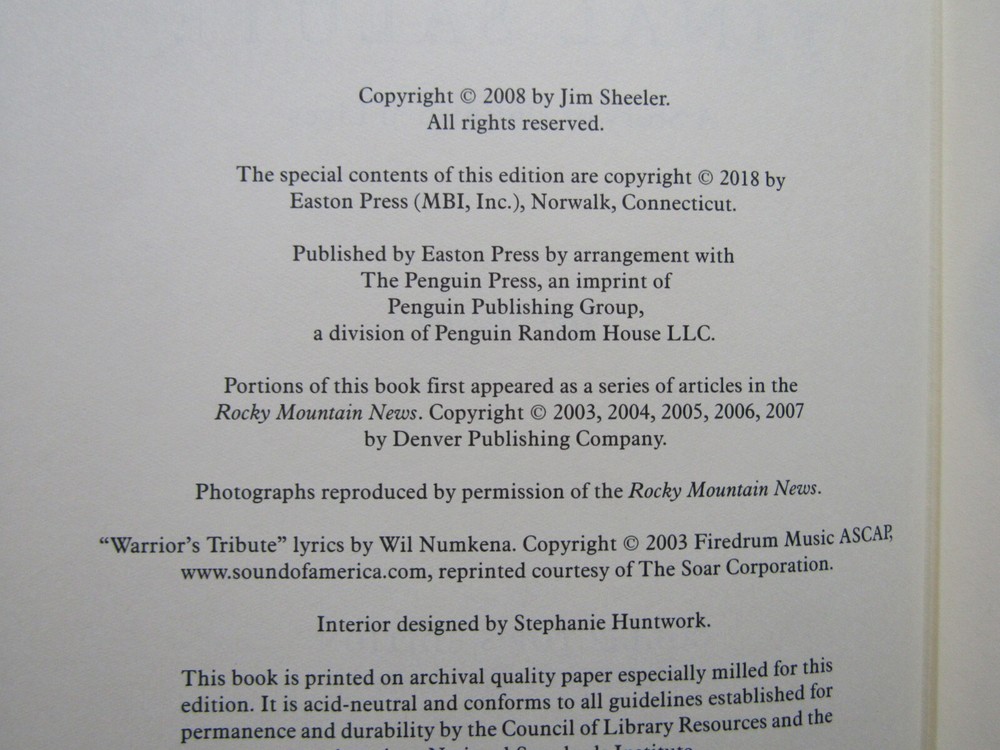 Copyright © 2008 by Jim Sheeler.
All rights reserved.
The special contents of this edition are copyright © 2018 by
Easton Press (MBI, Inc.), Norwalk, Connecticut.
Published by Easton Press by arrangement with
The Penguin Press, an imprint of
Penguin Publishing Group,
a division of Penguin Random House LLC.
Portions of this book first appeared as a series of articles in the
Rocky Mountain News. Copyright © 2003, 2004, 2005, 2006, 2007
by Denver Publishing Company.
Photographs reproduced by permission of the Rocky Mountain News.
“Warrior’s Tribute” lyrics by Wil Numkena. Copyright © 2003 Firedrum Music ASCAP,
www.soundofamerica.com, reprinted courtesy of The Soar Corporation.
Interior designed by Stephanie Huntwork.
This book is printed on archival quality paper especially milled for this
edition. It is acid-neutral and conforms to all guidelines established for
permanence and durability by the Council of Library Resources and the